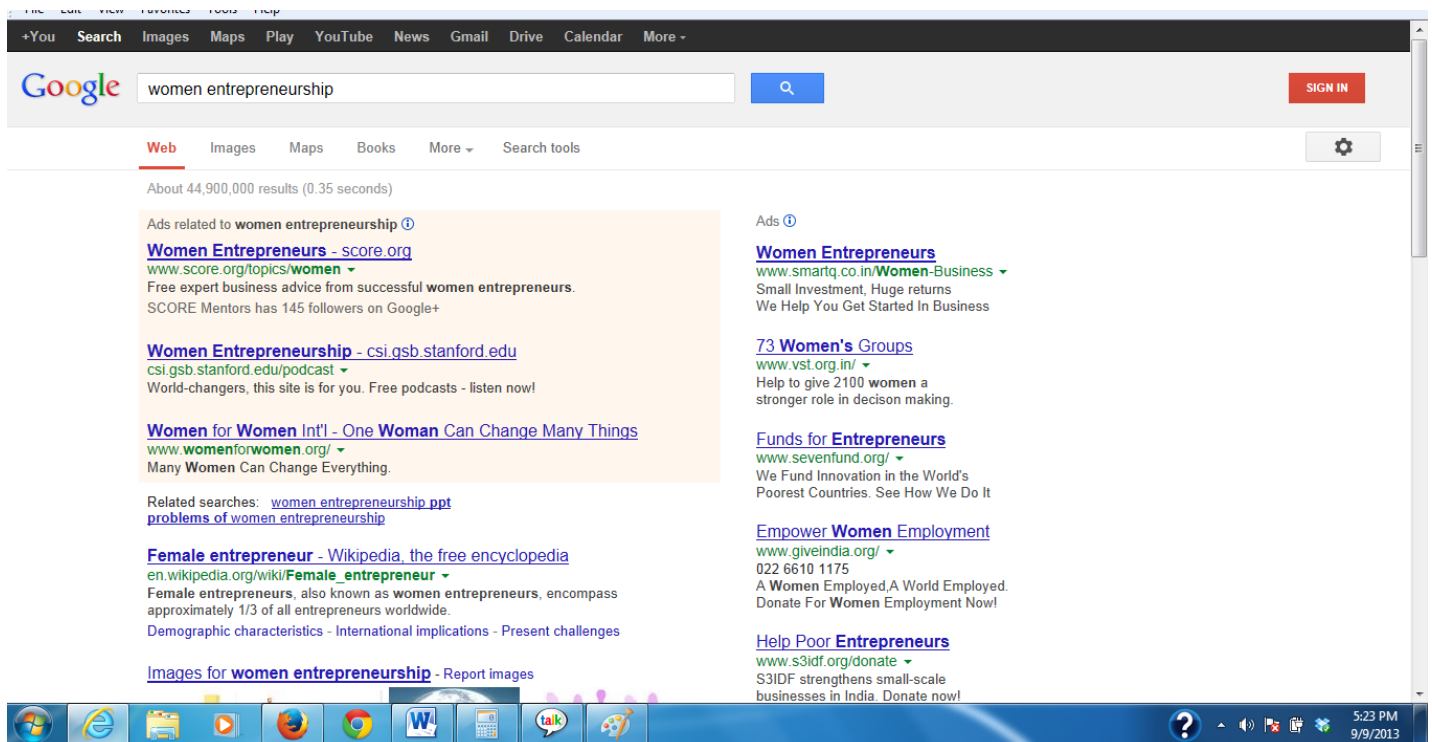 File Edit View Favorites Tools Help
+You Search Images Maps Play YouTube News Gmail Drive Calendar More
Google women entrepreneurship SIGN IN
Web Images Maps Books More Search tools
About 44,900,000 results (0.35 seconds)
Ads related to women entrepreneurship
Women Entrepreneurs - score.org
www.score.org/topics/women
Free expert business advice from successful women entrepreneurs.
SCORE Mentors has 145 followers on Google+
Women Entrepreneurship - csi.gsb.stanford.edu
csi.gsb.stanford.edu/podcast
World-changers, this site is for you. Free podcasts - listen now!
Women for Women Int'l - One Woman Can Change Many Things
www.womenforwomen.org/
Many Women Can Change Everything.
Related searches: women entrepreneurship ppt
problems of women entrepreneurship
Female entrepreneur - Wikipedia, the free encyclopedia
en.wikipedia.org/wiki/Female_entrepreneur
Female entrepreneurs, also known as women entrepreneurs, encompass
approximately 1/3 of all entrepreneurs worldwide.
Demographic characteristics - International implications - Present challenges
Images for women entrepreneurship - Report images
Ads
Women Entrepreneurs
www.smartq.co.in/Women-Business
Small Investment, Huge returns
We Help You Get Started In Business
73 Women's Groups
www.vst.org.in/
Help to give 2100 women a
stronger role in decison making.
Funds for Entrepreneurs
www.sevenfund.org/
We Fund Innovation in the World's
Poorest Countries. See How We Do It
Empower Women Employment
www.giveindia.org/
022 6610 1175
A Women Employed,A World Employed.
Donate For Women Employment Now!
Help Poor Entrepreneurs
www.s3idf.org/donate
S3IDF strengthens small-scale
businesses in India. Donate now!
talk
5:23 PM
9/9/2013